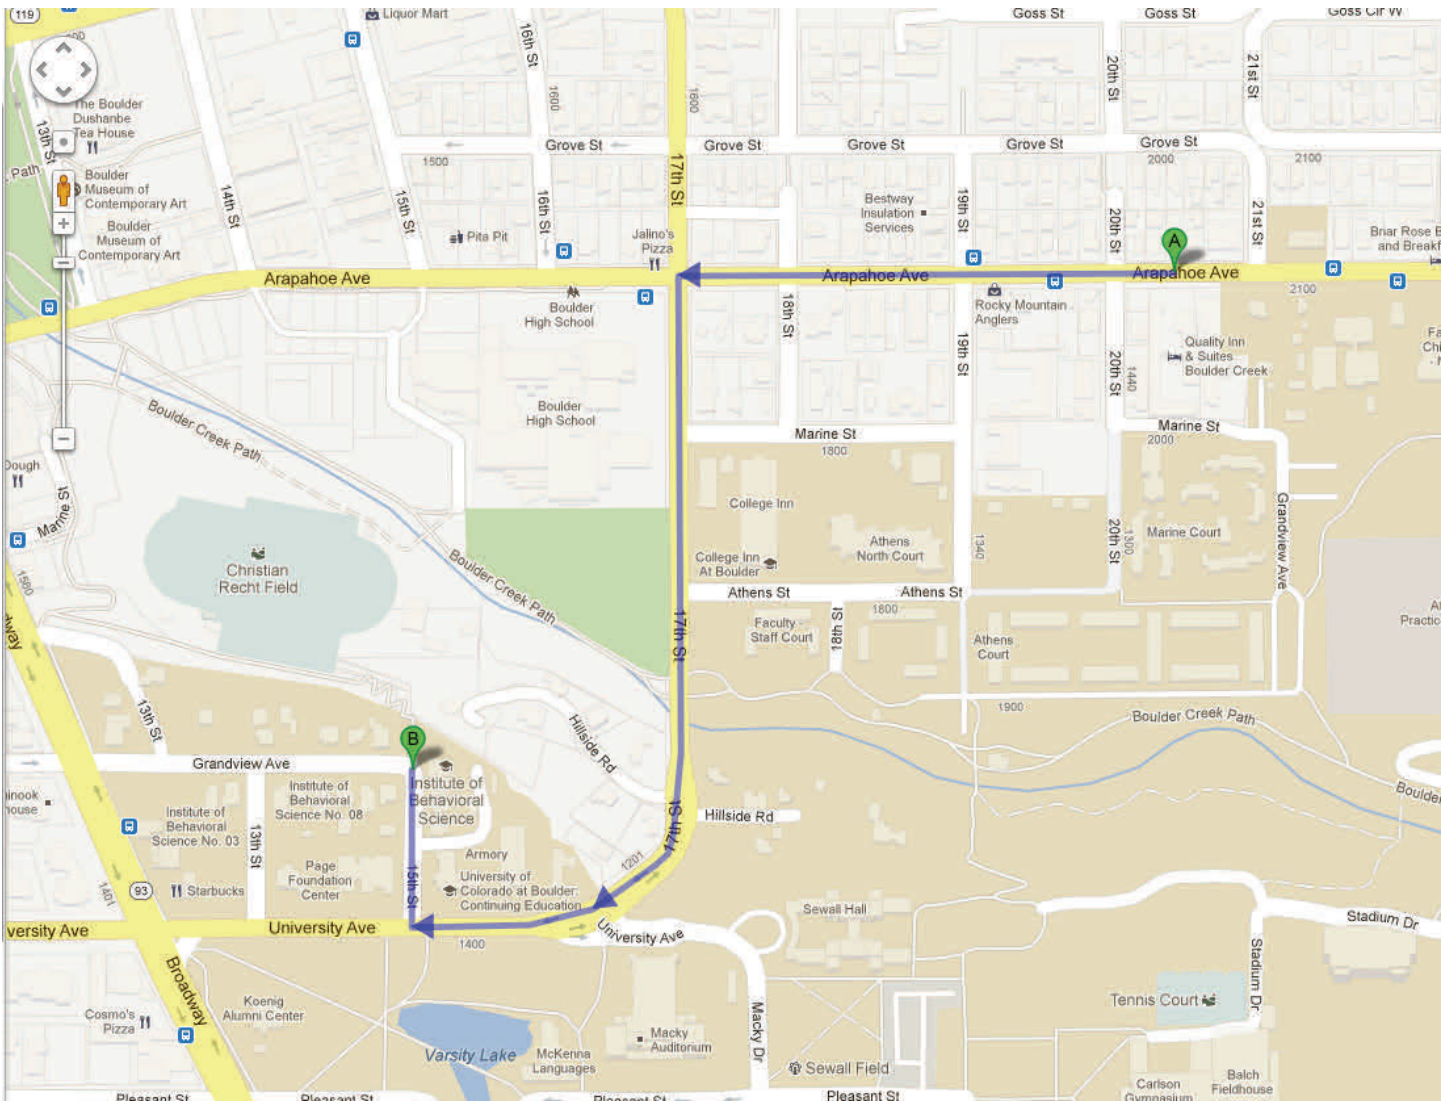 119
Liquor Mart
Goss St
Goss St
Goss Cir W
16th St
20th St
21st St
1600
1600
The Boulder
Dushanbe
Tea House
13th St
Path
Grove St
Grove St
Grove St
Grove St
Grove St
1500
2000
2100
17th St
Boulder
Museum of
Contemporary Art
14th St
15th St
16th St
Bestway
Insulation
Services
19th St
20th St
21st St
Boulder
Museum of
Contemporary Art
Pita Pit
Jalino's
Pizza
A
Briar Rose B
and Breakf
Arapahoe Ave
Arapahoe Ave
Arapahoe Ave
2100
Boulder
High School
18th St
Rocky Mountain
Anglers
19th St
20th St
1440
Quality Inn
& Suites
Boulder Creek
Fa
Chi
Boulder Creek Path
Boulder
High School
Marine St
1800
Marine St
2000
Dough
Marine St
College Inn
Athens
North Court
1340
20th St
1300
Marine Court
Grandview Ave
College Inn
At Boulder
Christian
Recht Field
Boulder Creek Path
1580
Athens St
Athens St
1800
17th St
Faculty -
Staff Court
18th St
Athens
Court
Practic
dway
13th St
1900
Boulder Creek Path
Hillside Rd
B
Grandview Ave
Institute of
Behavioral
Science
Institute of
Behavioral
Science No. 08
inook
house
Institute of
Behavioral
Science No. 03
13th St
17th St
Hillside Rd
Boulder
Armory
1201
Page
Foundation
Center
15th St
University of
Colorado at Boulder:
Continuing Education
93
Starbucks
1401
Sewall Hall
Stadium Dr
versity Ave
University Ave
1400
University Ave
Broadway
Stadium Dr
Koenig
Alumni Center
Cosmo's
Pizza
Tennis Court
Macky Dr
Macky
Auditorium
Varsity Lake
McKenna
Languages
Sewall Field
Carlson
Gymnasium
Balch
Fieldhouse
Pleasant St
Pleasant St
Pleasant St
Pleasant St